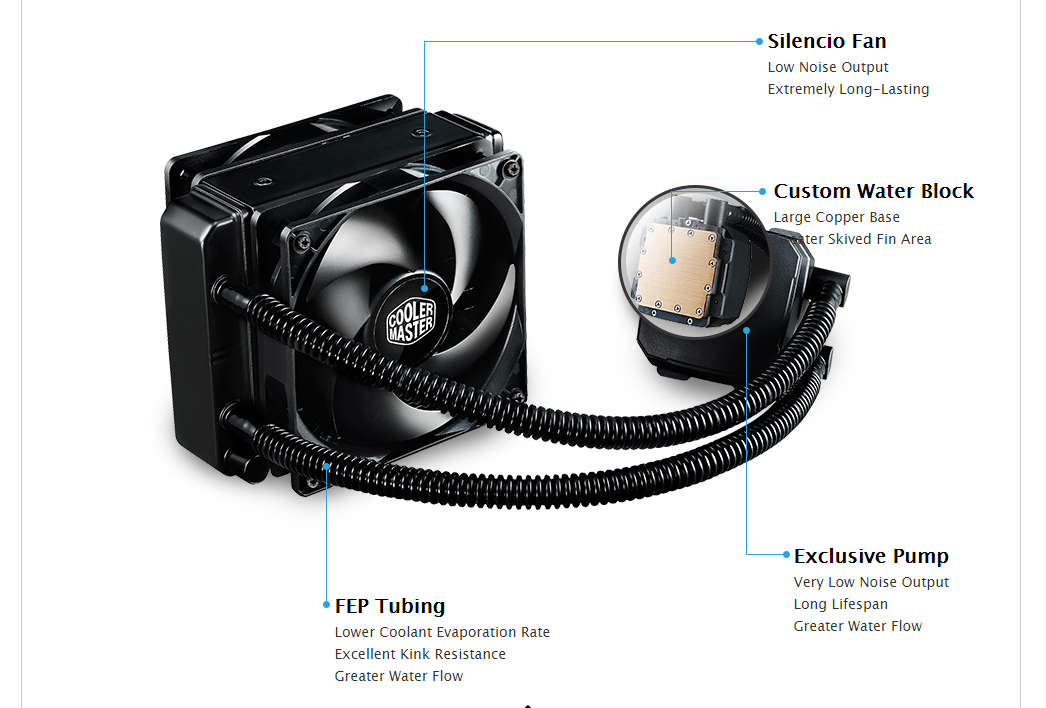 Silencio Fan
Low Noise Output
Extremely Long-Lasting
Custom Water Block
Large Copper Base
Skived Fin Area
COOLER
MASTER
Exclusive Pump
Very Low Noise Output
Long Lifespan
Greater Water Flow
FEP Tubing
Lower Coolant Evaporation Rate
Excellent Kink Resistance
Greater Water Flow